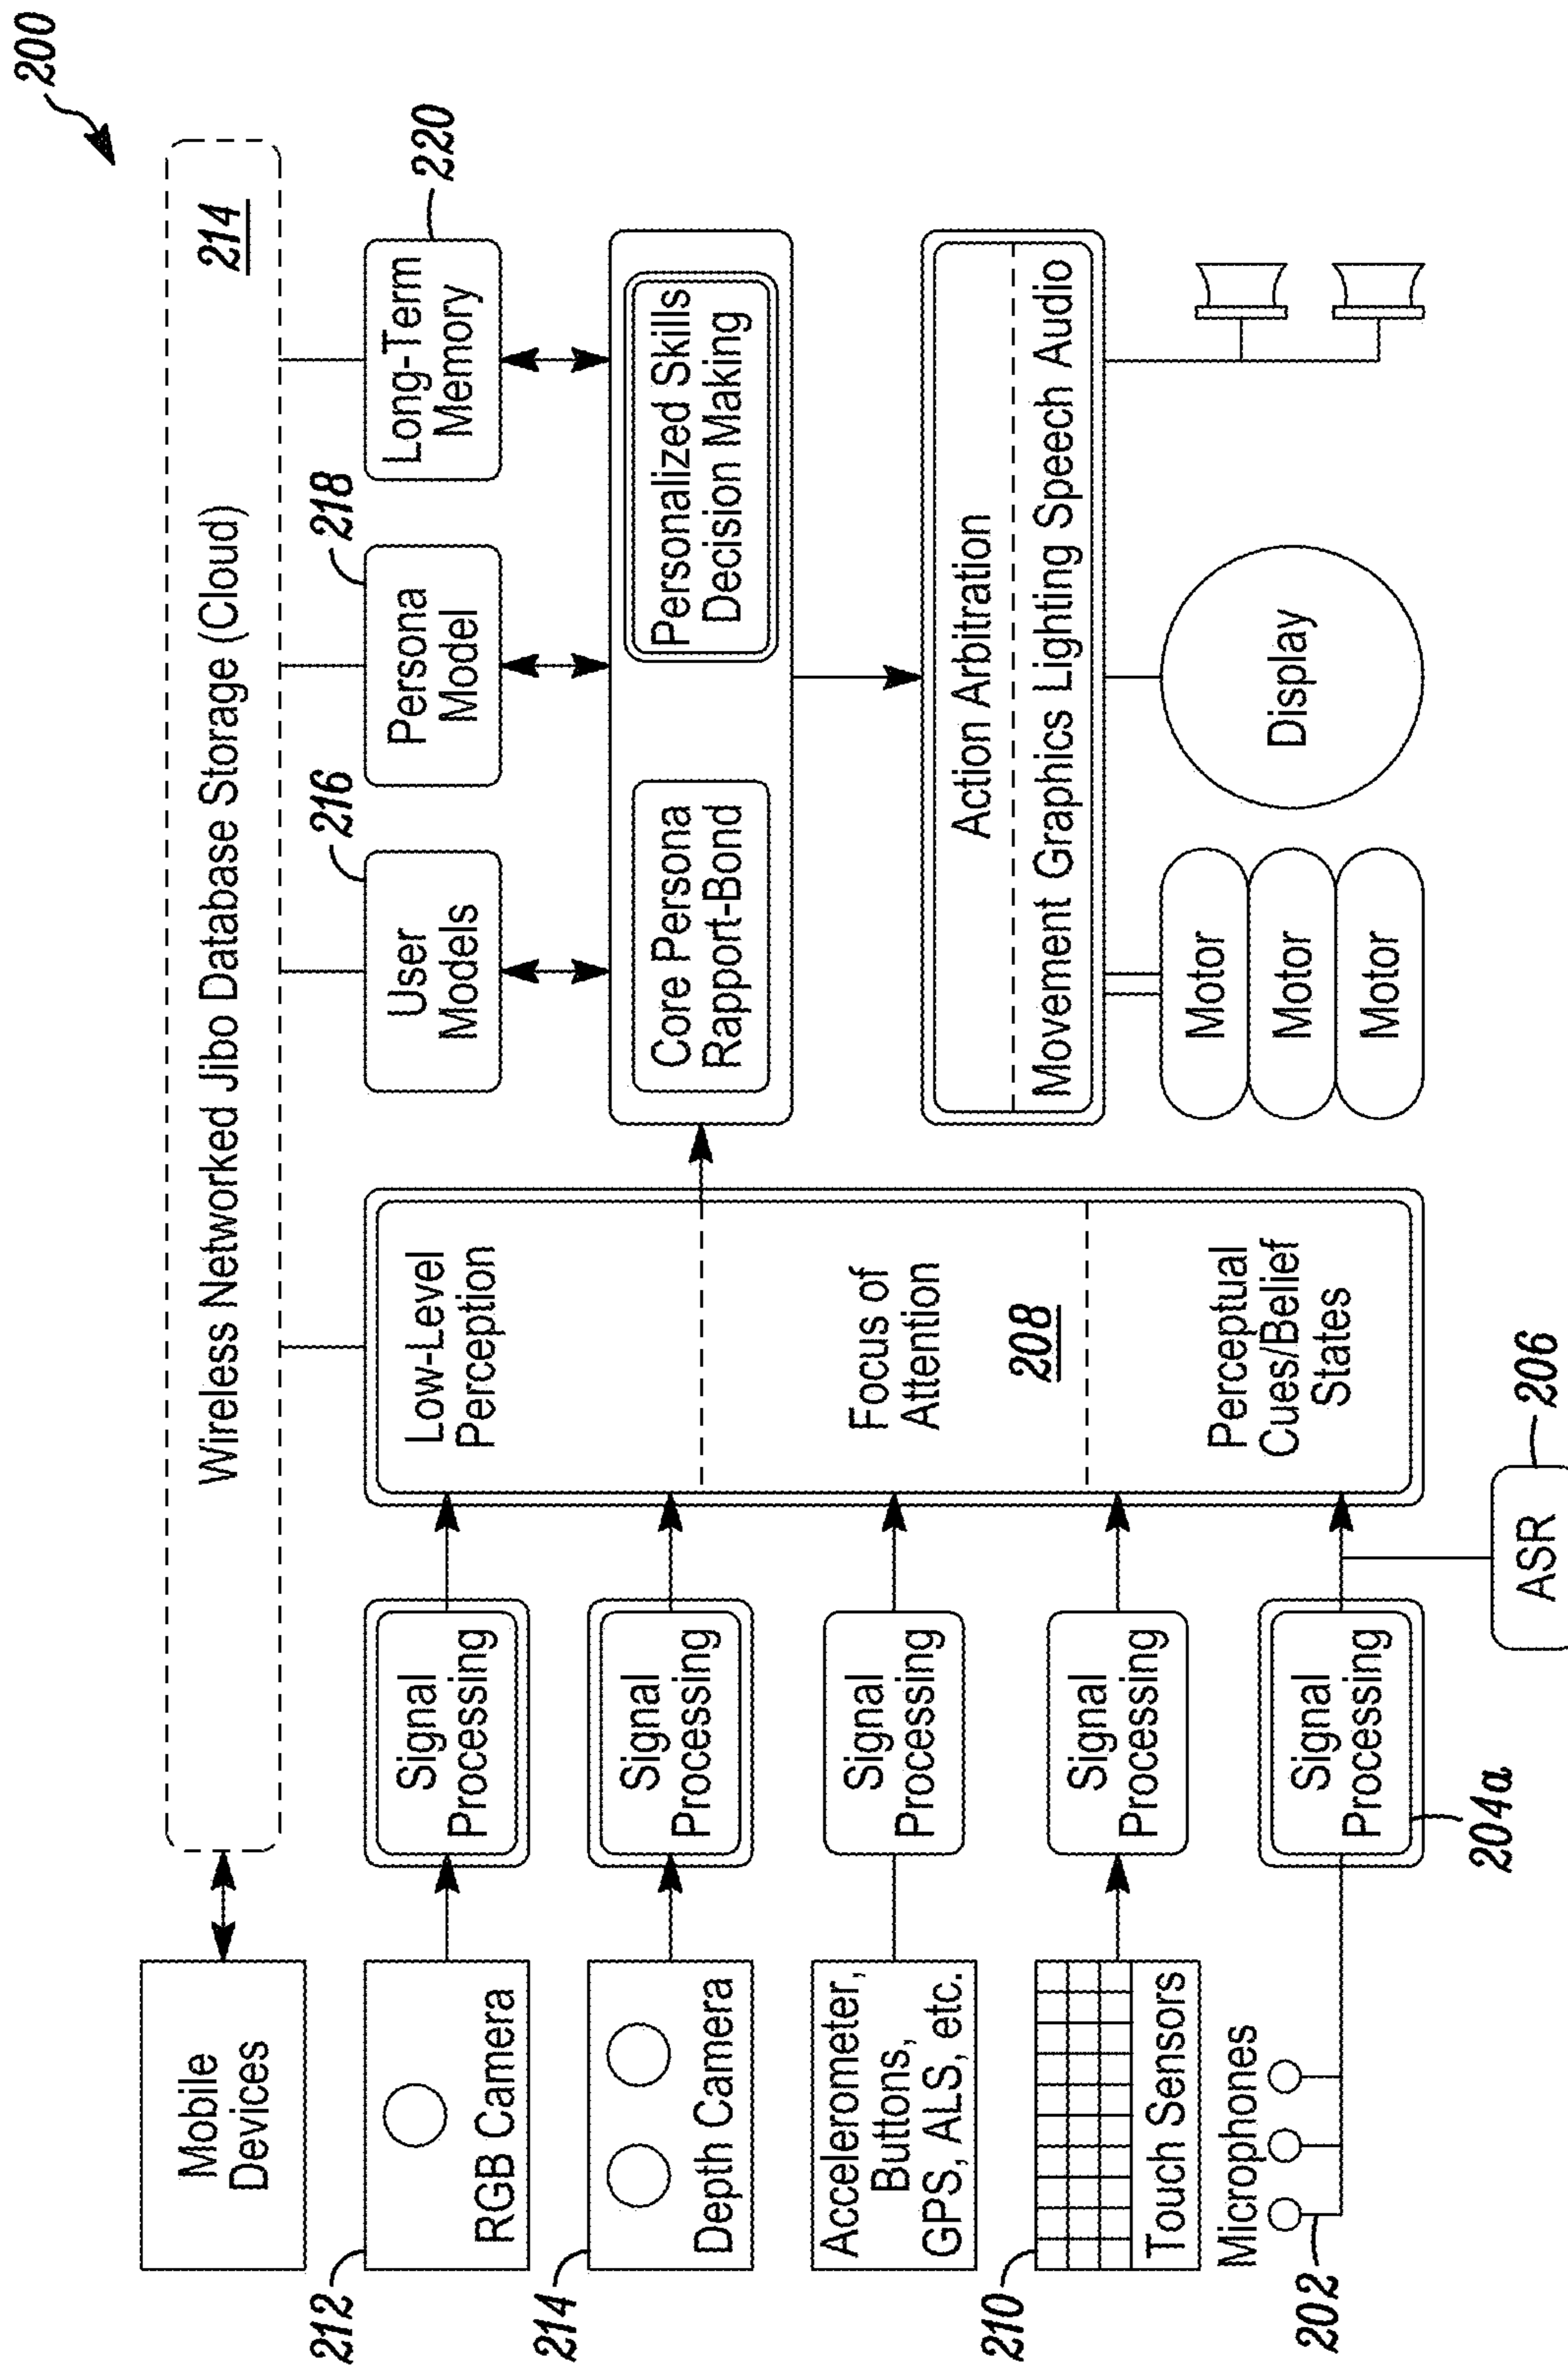 200
Wireless Networked Jibo Database Storage (Cloud)
214
Mobile
Devices
212
RGB Camera
Signal
Processing
214
Depth Camera
Signal
Processing
Accelerometer,
Buttons,
GPS, ALS, etc.
Signal
Processing
210
Touch Sensors
Signal
Processing
Microphones
202
Signal
Processing
204a
ASR
206
Low-Level
Perception
Focus of
Attention
208
Perceptual
Cues/Belief
States
216
User
Models
218
Persona
Model
220
Long-Term
Memory
Core Persona
Rapport-Bond
Personalized Skills
Decision Making
Action Arbitration
Movement Graphics Lighting Speech Audio
Motor
Motor
Motor
Display